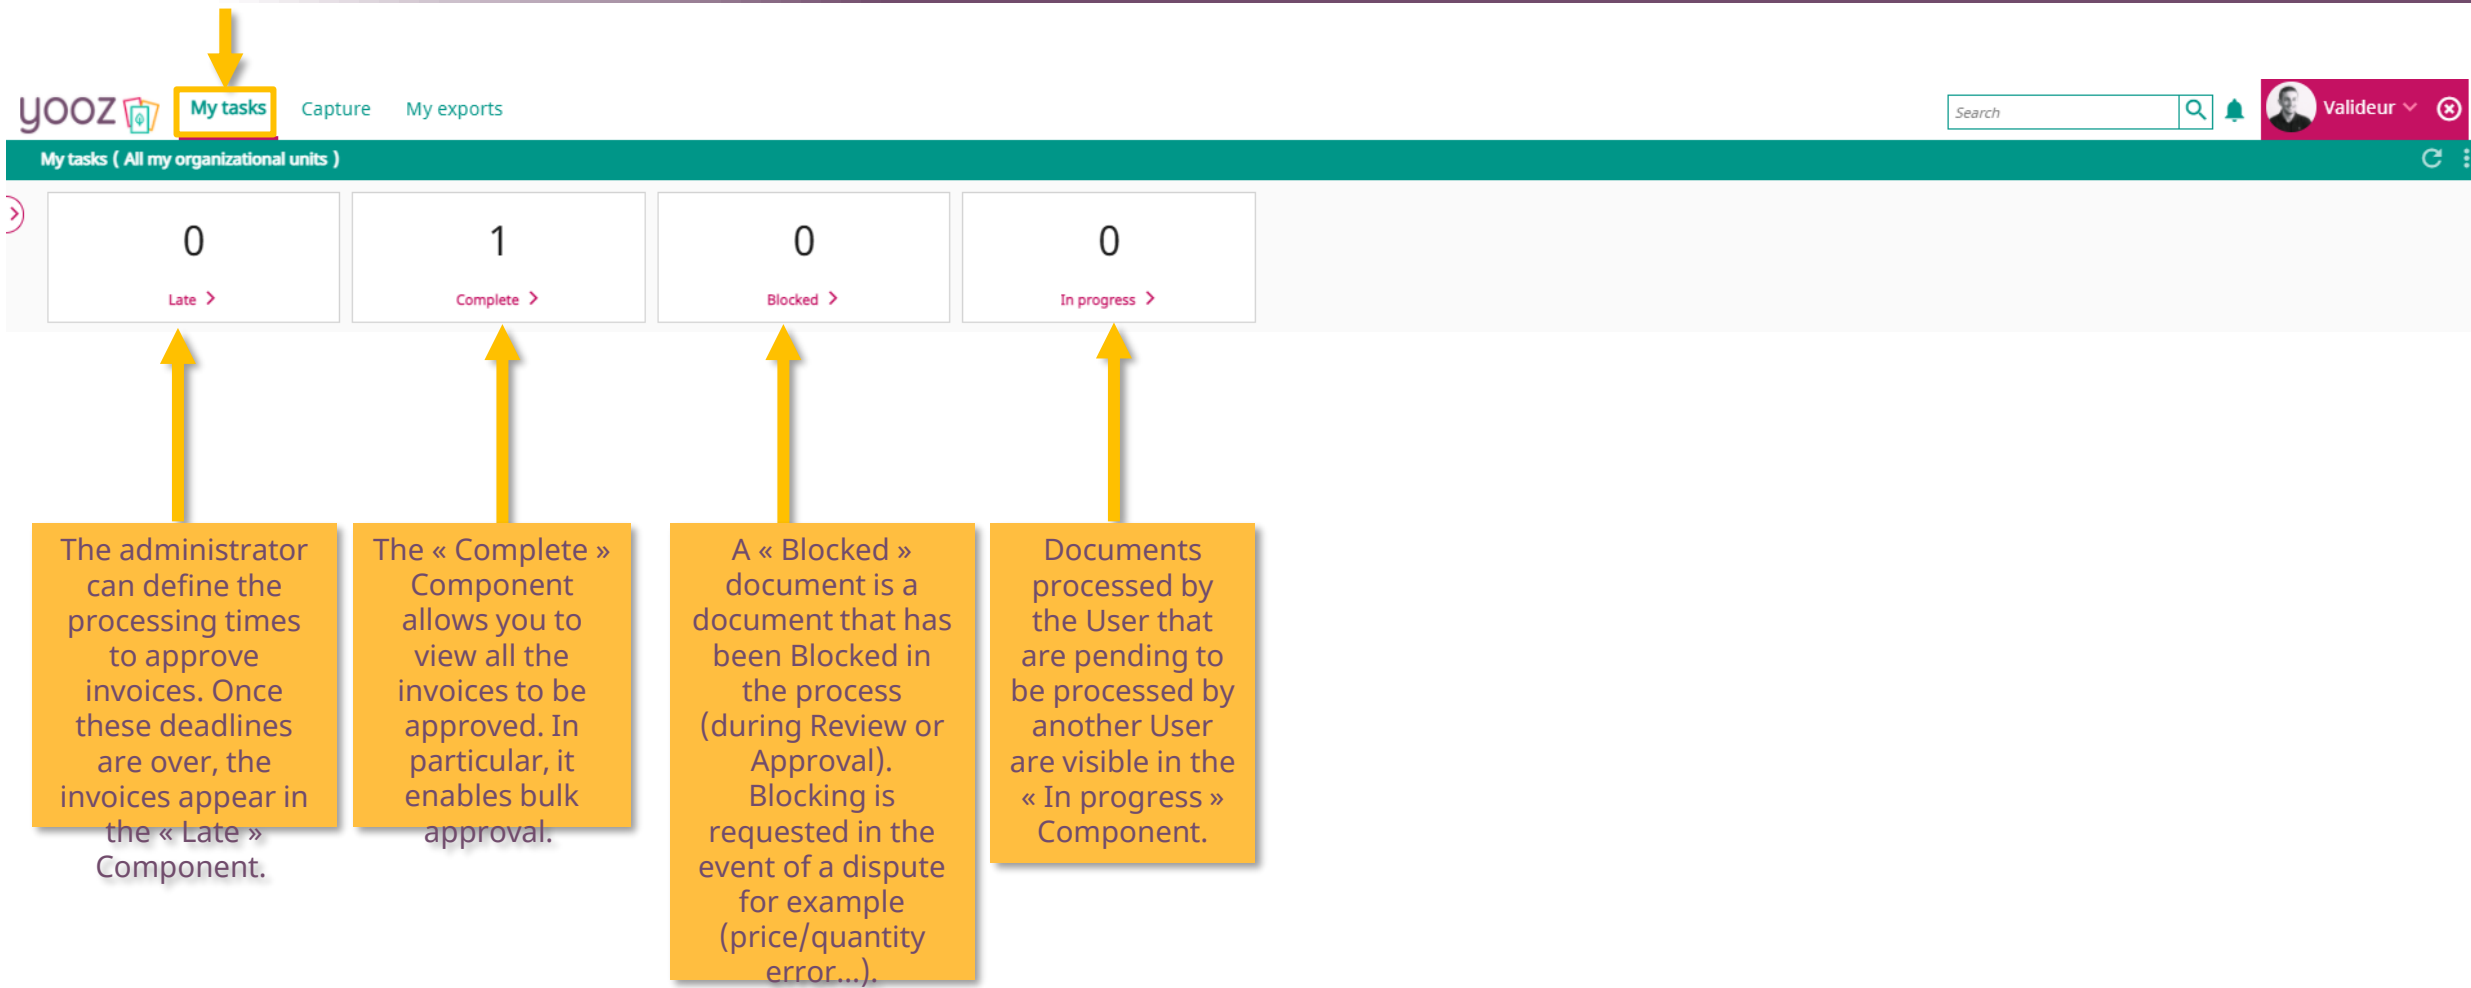 yooz My tasks Capture My exports Search Valideur
My tasks ( All my organizational units )
0
Late
1
Complete
0
Blocked
0
In progress
The administrator
can define the
processing times
to approve
invoices. Once
these deadlines
are over, the
invoices appear in
the « Late »
Component.
The « Complete »
Component
allows you to
view all the
invoices to be
approved. In
particular, it
enables bulk
approval.
A « Blocked »
document is a
document that has
been Blocked in
the process
(during Review or
Approval).
Blocking is
requested in the
event of a dispute
for example
(price/quantity
error...).
Documents
processed by
the User that
are pending to
be processed by
another User
are visible in the
« In progress »
Component.